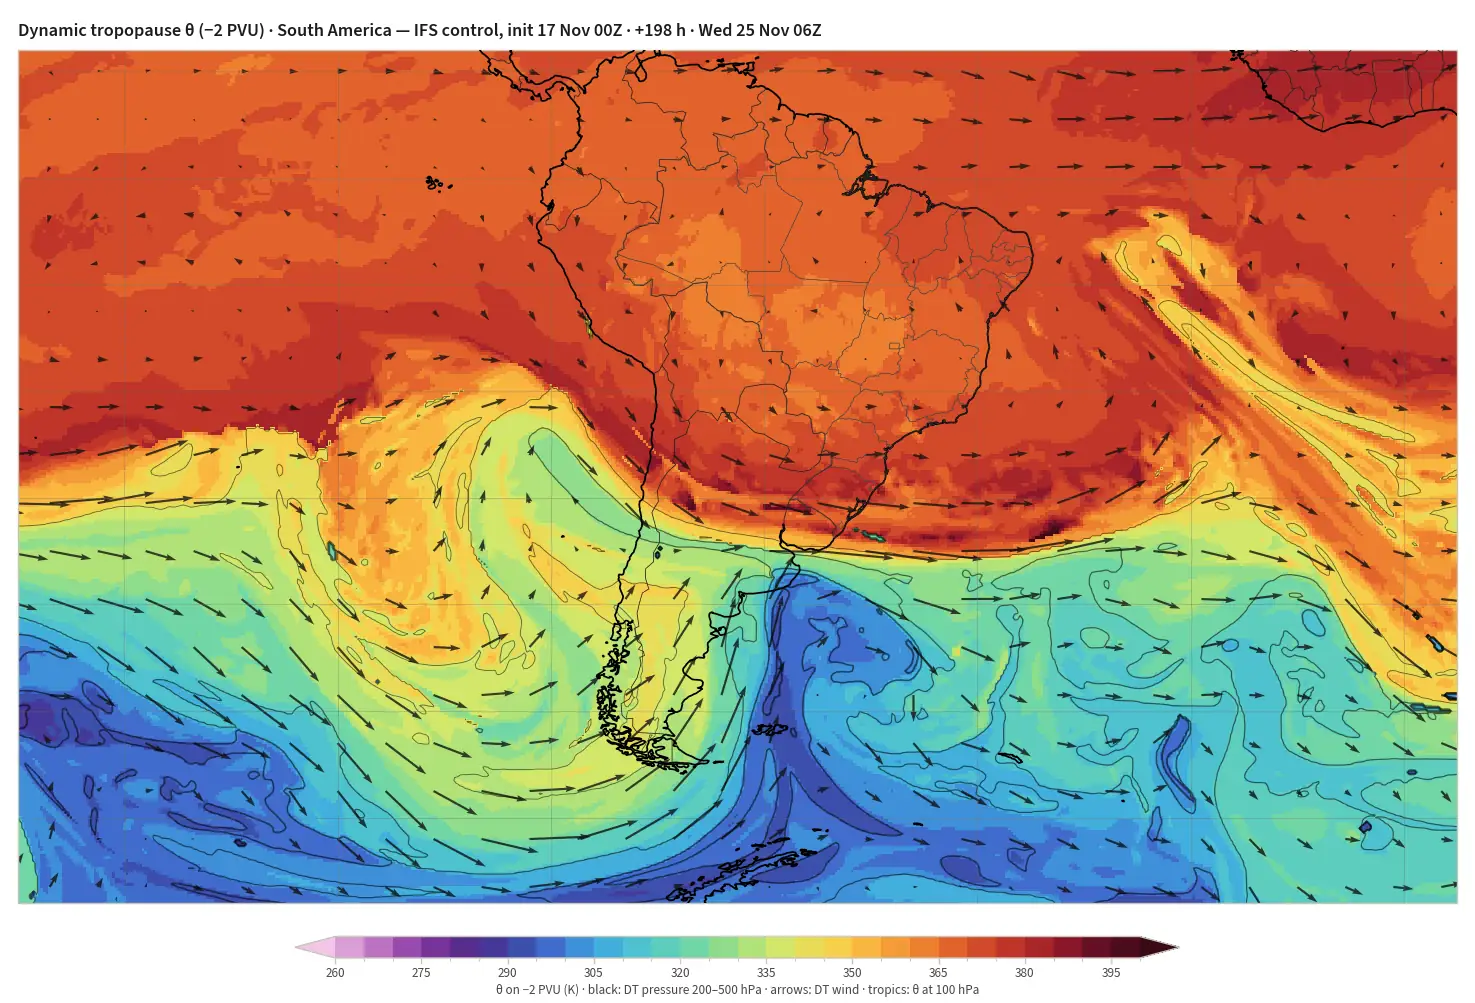 Dynamic tropopause θ (−2 PVU) · South America — IFS control, init 17 Nov 00Z · +198 h · Wed 25 Nov 06Z
260 275 290 305 320 335 350 365 380 395
θ on −2 PVU (K) · black: DT pressure 200–500 hPa · arrows: DT wind · tropics: θ at 100 hPa